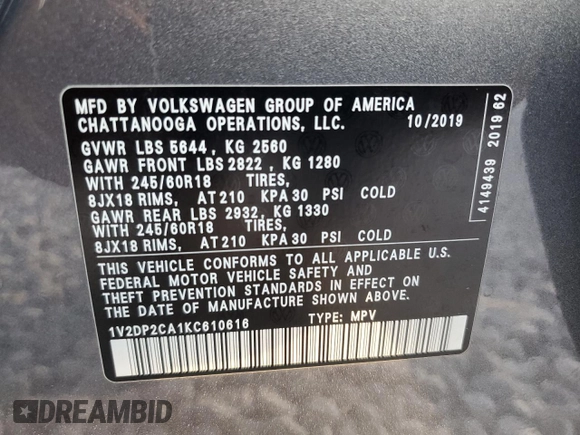 MFD BY VOLKSWAGEN GROUP OF AMERICA
CHATTANOOGA OPERATIONS, LLC. 10/2019
GVWR LBS 5644, KG 2560
GAWR FRONT LBS 2822, KG 1280
WITH 245/60R18 TIRES,
8JX18 RIMS, AT 210 KPA 30 PSI COLD
GAWR REAR LBS 2932, KG 1330
WITH 245/60R18 TIRES,
8JX18 RIMS, AT 210 KPA 30 PSI COLD
THIS VEHICLE CONFORMS TO ALL APPLICABLE U.S.
FEDERAL MOTOR VEHICLE SAFETY AND
THEFT PREVENTION STANDARDS IN EFFECT ON
THE DATE OF MANUFACTURE SHOWN ABOVE.
1V2DP2CA1KC610616 TYPE: MPV
4149439 2019 62
DREAMBID